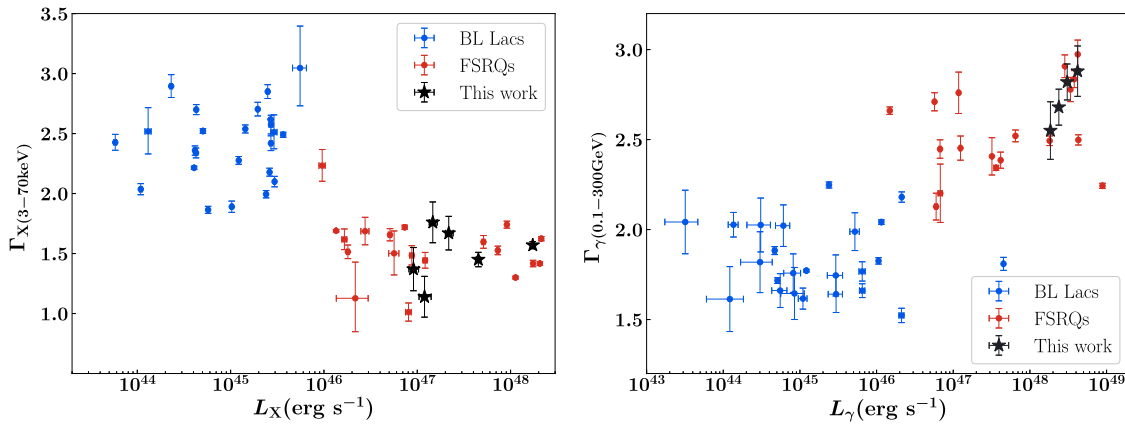 3.5
3.0
2.5
2.0
1.5
1.0
Γ_X(3−70keV)
10^44 10^45 10^46 10^47 10^48
L_X(erg s^−1)
BL Lacs
FSRQs
This work
3.0
2.5
2.0
1.5
Γ_γ(0.1−300GeV)
10^43 10^44 10^45 10^46 10^47 10^48 10^49
L_γ(erg s^−1)
BL Lacs
FSRQs
This work